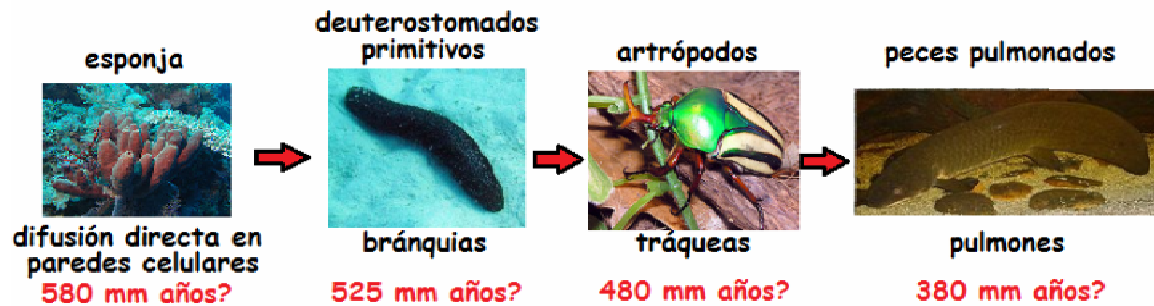 esponja
deuterostomados
primitivos
artrópodos
peces pulmonados
difusión directa en
paredes celulares
bránquias
tráqueas
pulmones
580 mm años?
525 mm años?
480 mm años?
380 mm años?